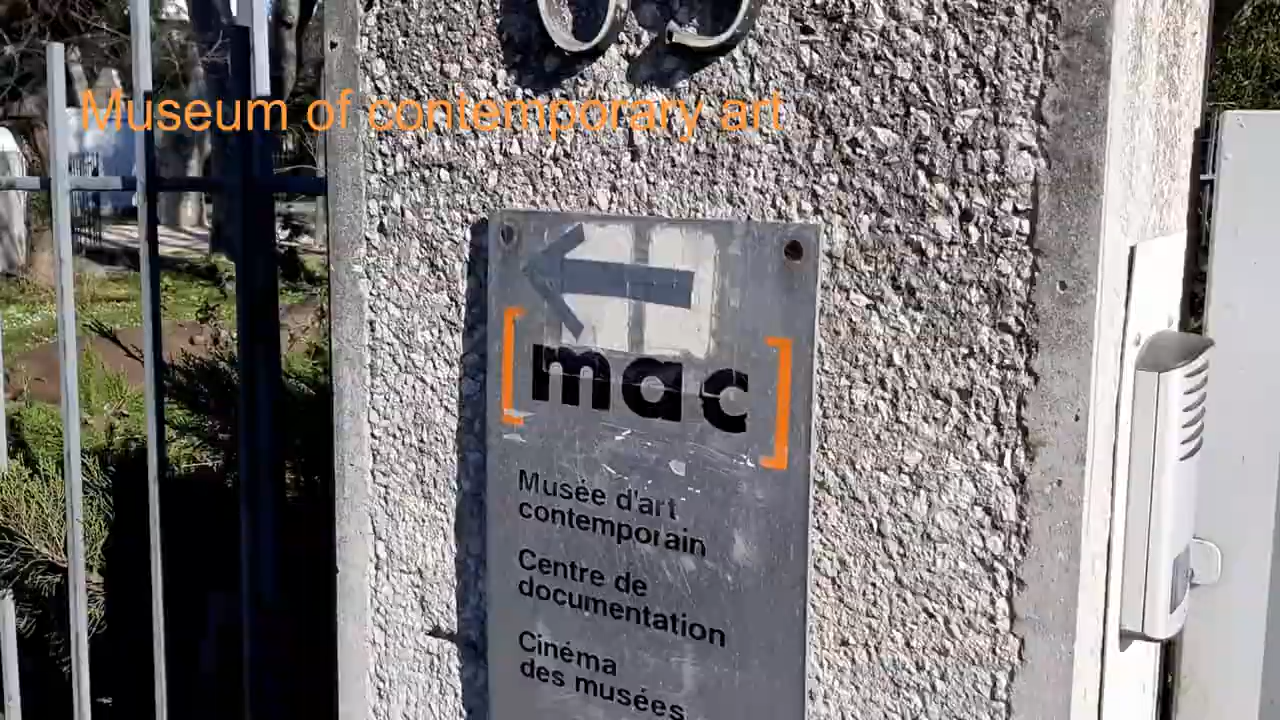 Museum of contemporary art
[mac]
Musée d'art
contemporain
Centre de
documentation
Cinéma
des musées